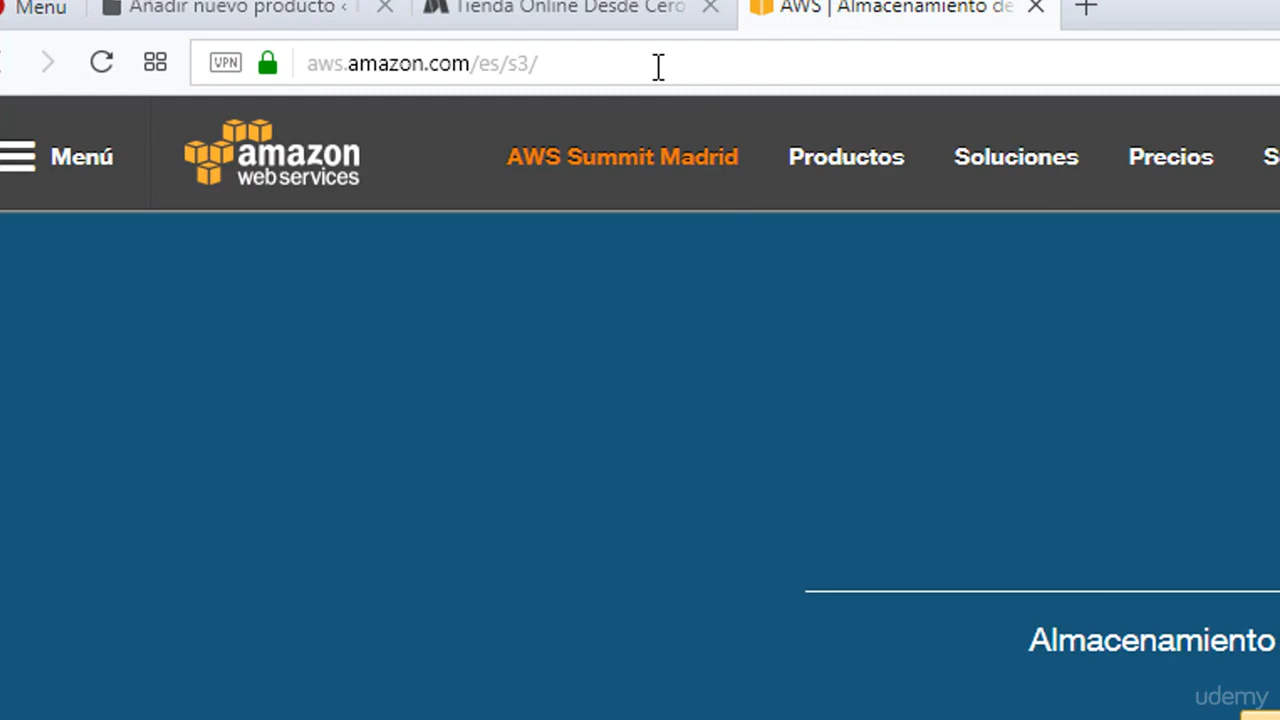 Menu
Añadir nuevo producto ‹
Tienda Online Desde Cero
AWS | Almacenamiento de
VPN
aws.amazon.com/es/s3/
Menú
amazon
web services
AWS Summit Madrid
Productos
Soluciones
Precios
S
Almacenamiento
udemy